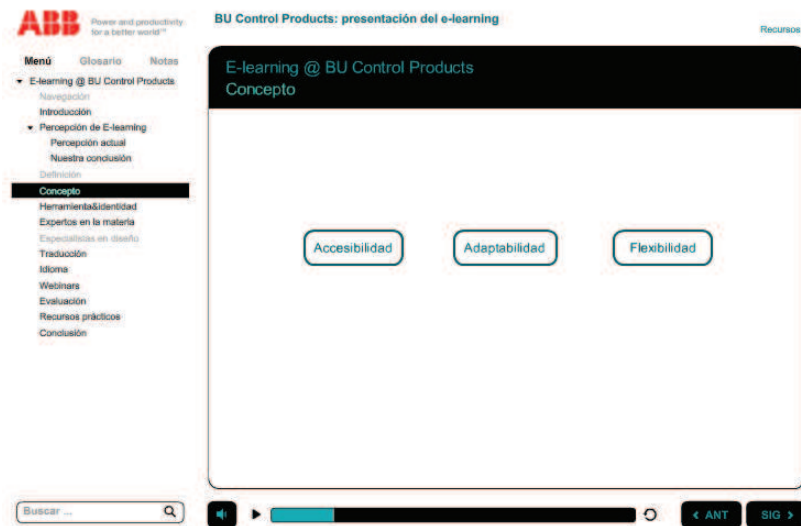 ABB
Power and productivity
for a better world™
BU Control Products: presentación del e-learning
Recursos
Menú Glosario Notas
E-learning @ BU Control Products
Navegación
Introducción
Percepción de E-learning
Percepción actual
Nuestra conclusión
Definición
Concepto
Herramienta&identidad
Expertos en la materia
Especialistas en diseño
Traducción
Idioma
Webinars
Evaluación
Recursos prácticos
Conclusión
Buscar ...
E-learning @ BU Control Products
Concepto
Accesibilidad
Adaptabilidad
Flexibilidad
< ANT
SIG >